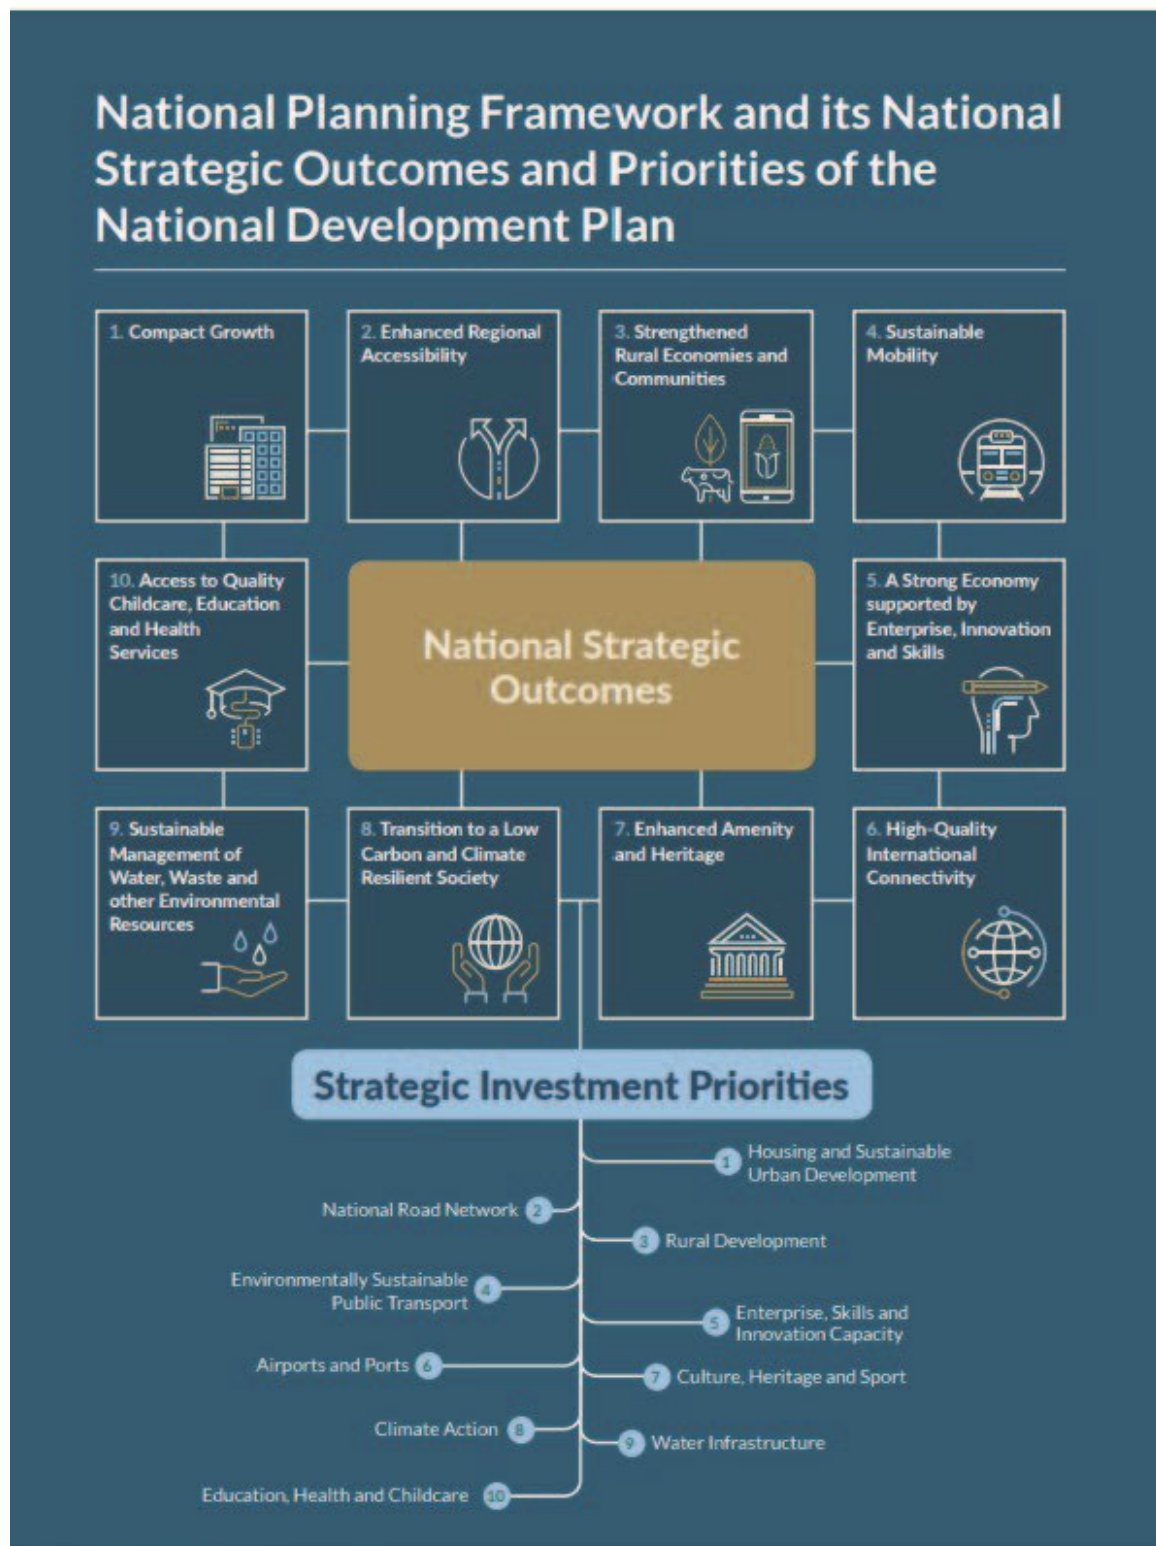 National Planning Framework and its National
Strategic Outcomes and Priorities of the
National Development Plan
1. Compact Growth
2. Enhanced Regional
Accessibility
3. Strengthened
Rural Economies and
Communities
4. Sustainable
Mobility
10. Access to Quality
Childcare, Education
and Health
Services
National Strategic
Outcomes
5. A Strong Economy
supported by
Enterprise, Innovation
and Skills
9. Sustainable
Management of
Water, Waste and
other Environmental
Resources
8. Transition to a Low
Carbon and Climate
Resilient Society
7. Enhanced Amenity
and Heritage
6. High-Quality
International
Connectivity
Strategic Investment Priorities
1 Housing and Sustainable
Urban Development
National Road Network 2
3 Rural Development
Environmentally Sustainable
Public Transport 4
5 Enterprise, Skills and
Innovation Capacity
Airports and Ports 6
7 Culture, Heritage and Sport
Climate Action 8
9 Water Infrastructure
Education, Health and Childcare 10